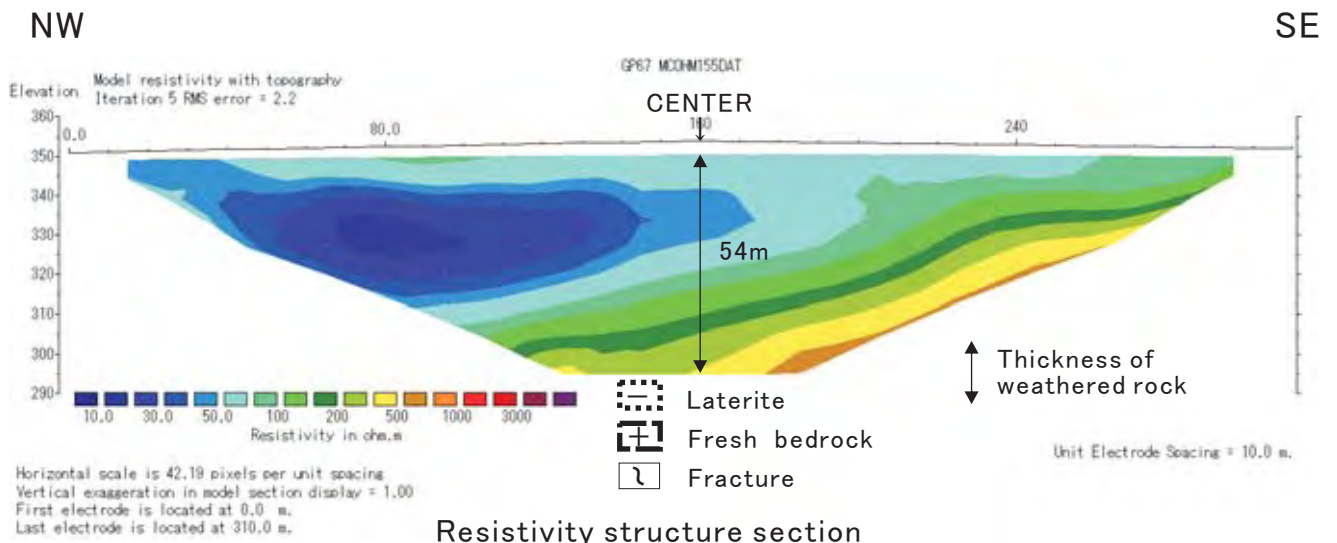 NW
SE
GP67 MCOHM155DAT
Model resistivity with topography
Elevation
Iteration 5 RMS error = 2.2
CENTER
360
0.0
80.0
160
240
350
340
330
320
310
300
290
54m
Thickness of
weathered rock
10.0 30.0 50.0 100 200 500 1000 3000
Resistivity in ohm.m
Laterite
Fresh bedrock
Fracture
Unit Electrode Spacing = 10.0 m.
Horizontal scale is 42.19 pixels per unit spacing
Vertical exaggeration in model section display = 1.00
First electrode is located at 0.0 m.
Last electrode is located at 310.0 m.
Resistivity structure section